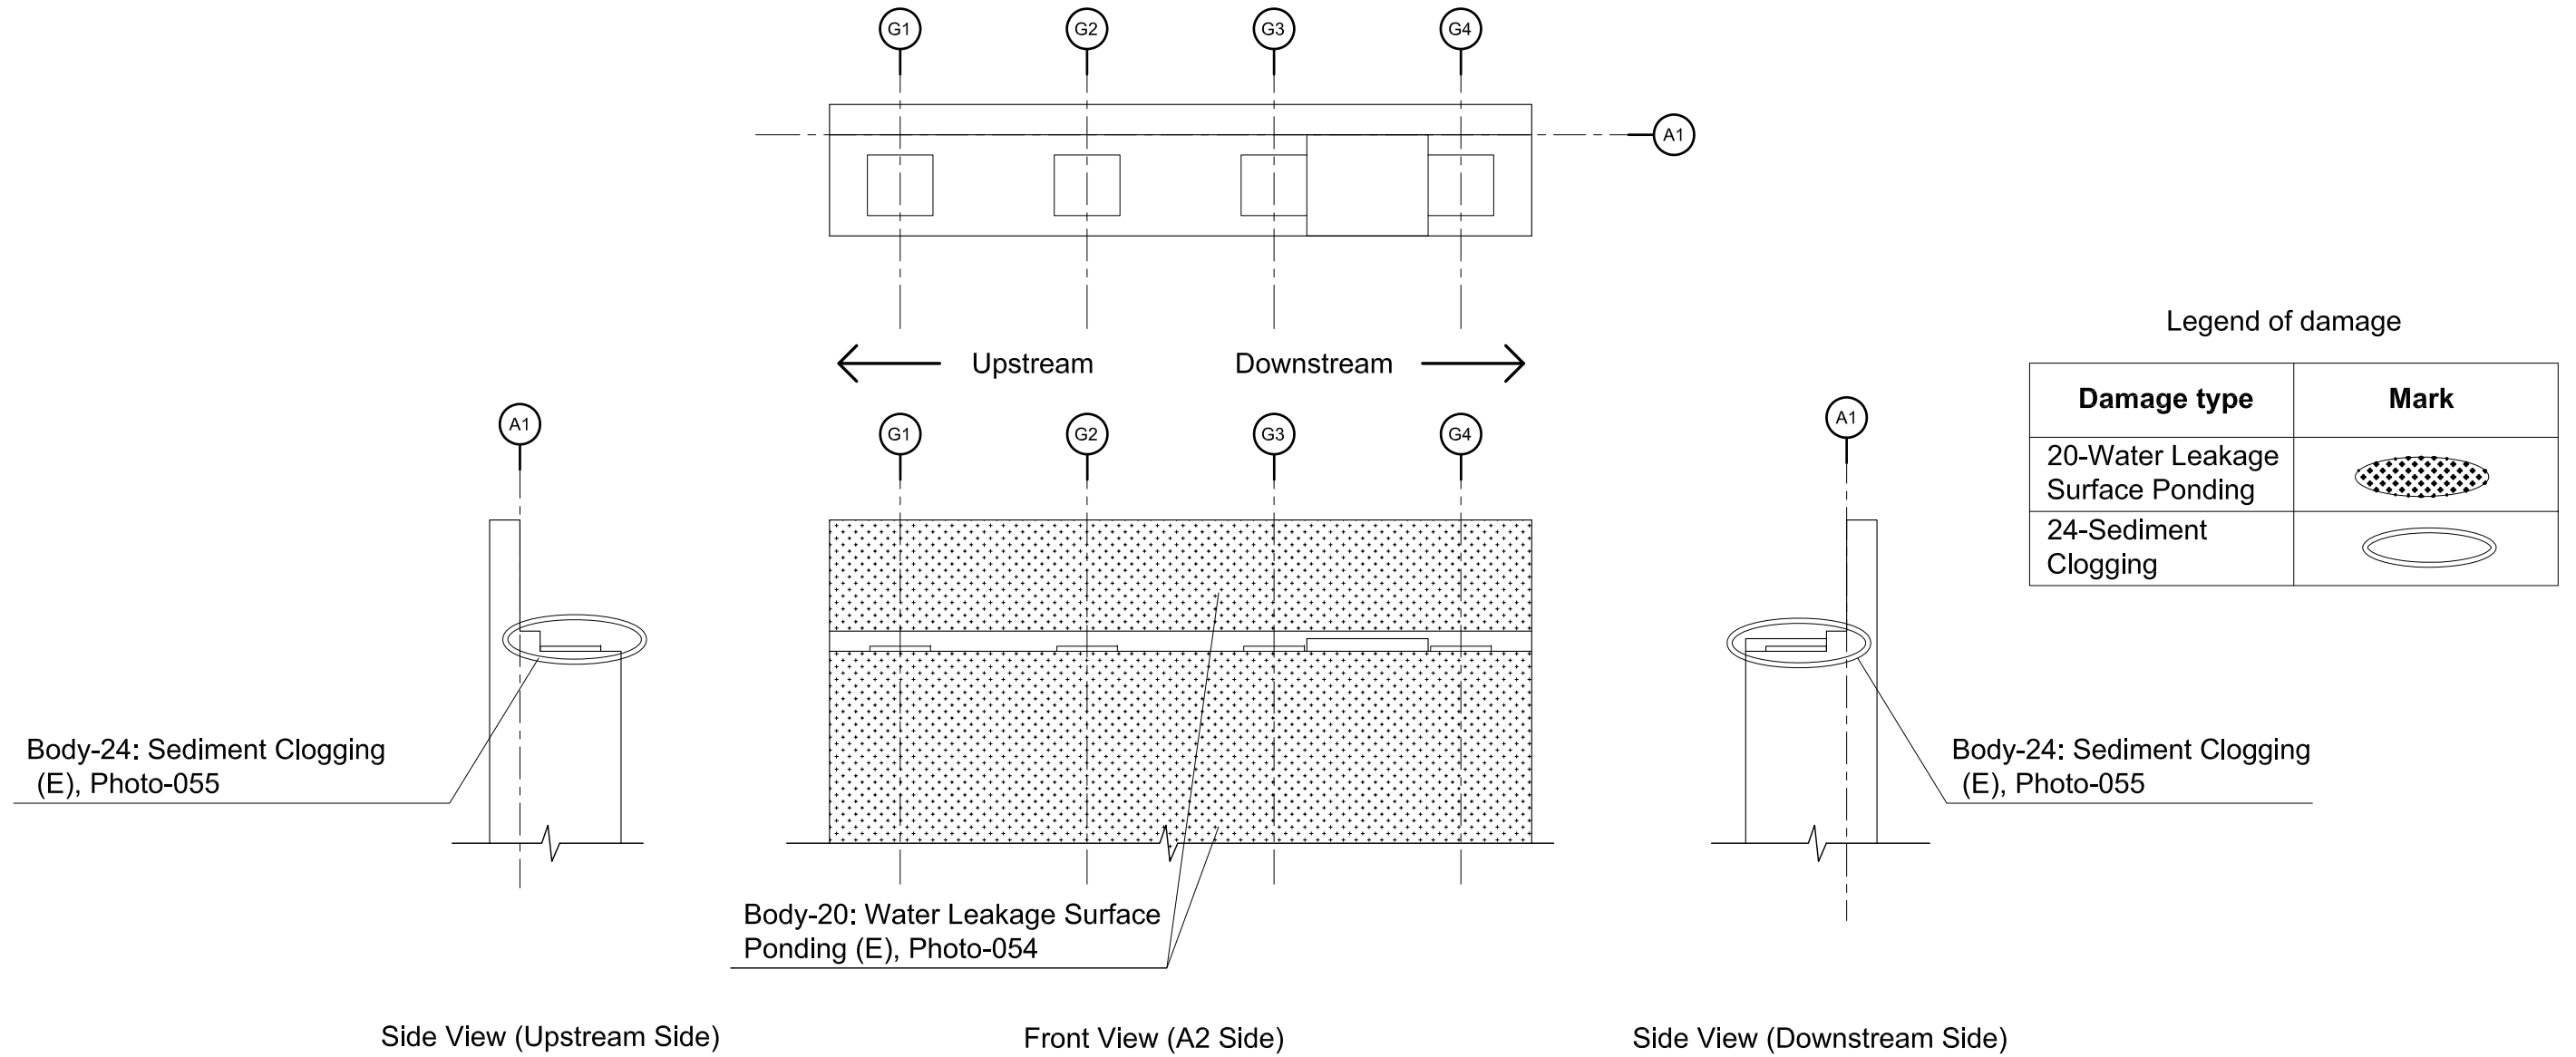 G1
G2
G3
G4
A1
Upstream
Downstream
Legend of damage
Damage type
Mark
20-Water Leakage
Surface Ponding
24-Sediment
Clogging
A1
G1
G2
G3
G4
A1
Body-24: Sediment Clogging
(E), Photo-055
Body-24: Sediment Clogging
(E), Photo-055
Body-20: Water Leakage Surface
Ponding (E), Photo-054
Side View (Upstream Side)
Front View (A2 Side)
Side View (Downstream Side)